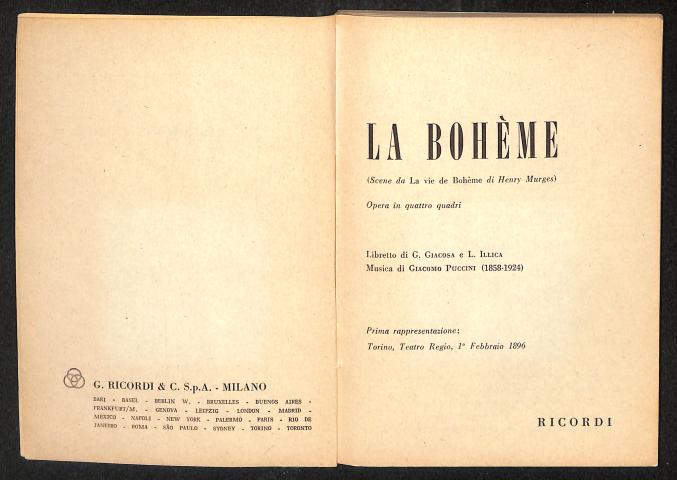 G. RICORDI & C. S.p.A. - MILANO
BARI - BASEL - BERLIN W. - BRUXELLES - BUENOS AIRES -
FRANKFURT/M. - GENOVA - LEIPZIG - LONDON - MADRID -
MEXICO - NAPOLI - NEW YORK - PALERMO - PARIS - RIO DE
JANEIRO - ROMA - SÃO PAULO - SYDNEY - TORINO - TORONTO
LA BOHÈME
(Scene da La vie de Bohème di Henry Murges)
Opera in quattro quadri
Libretto di G. GIACOSA e L. ILLICA
Musica di GIACOMO PUCCINI (1858-1924)
Prima rappresentazione:
Torino, Teatro Regio, 1º Febbraio 1896
RICORDI